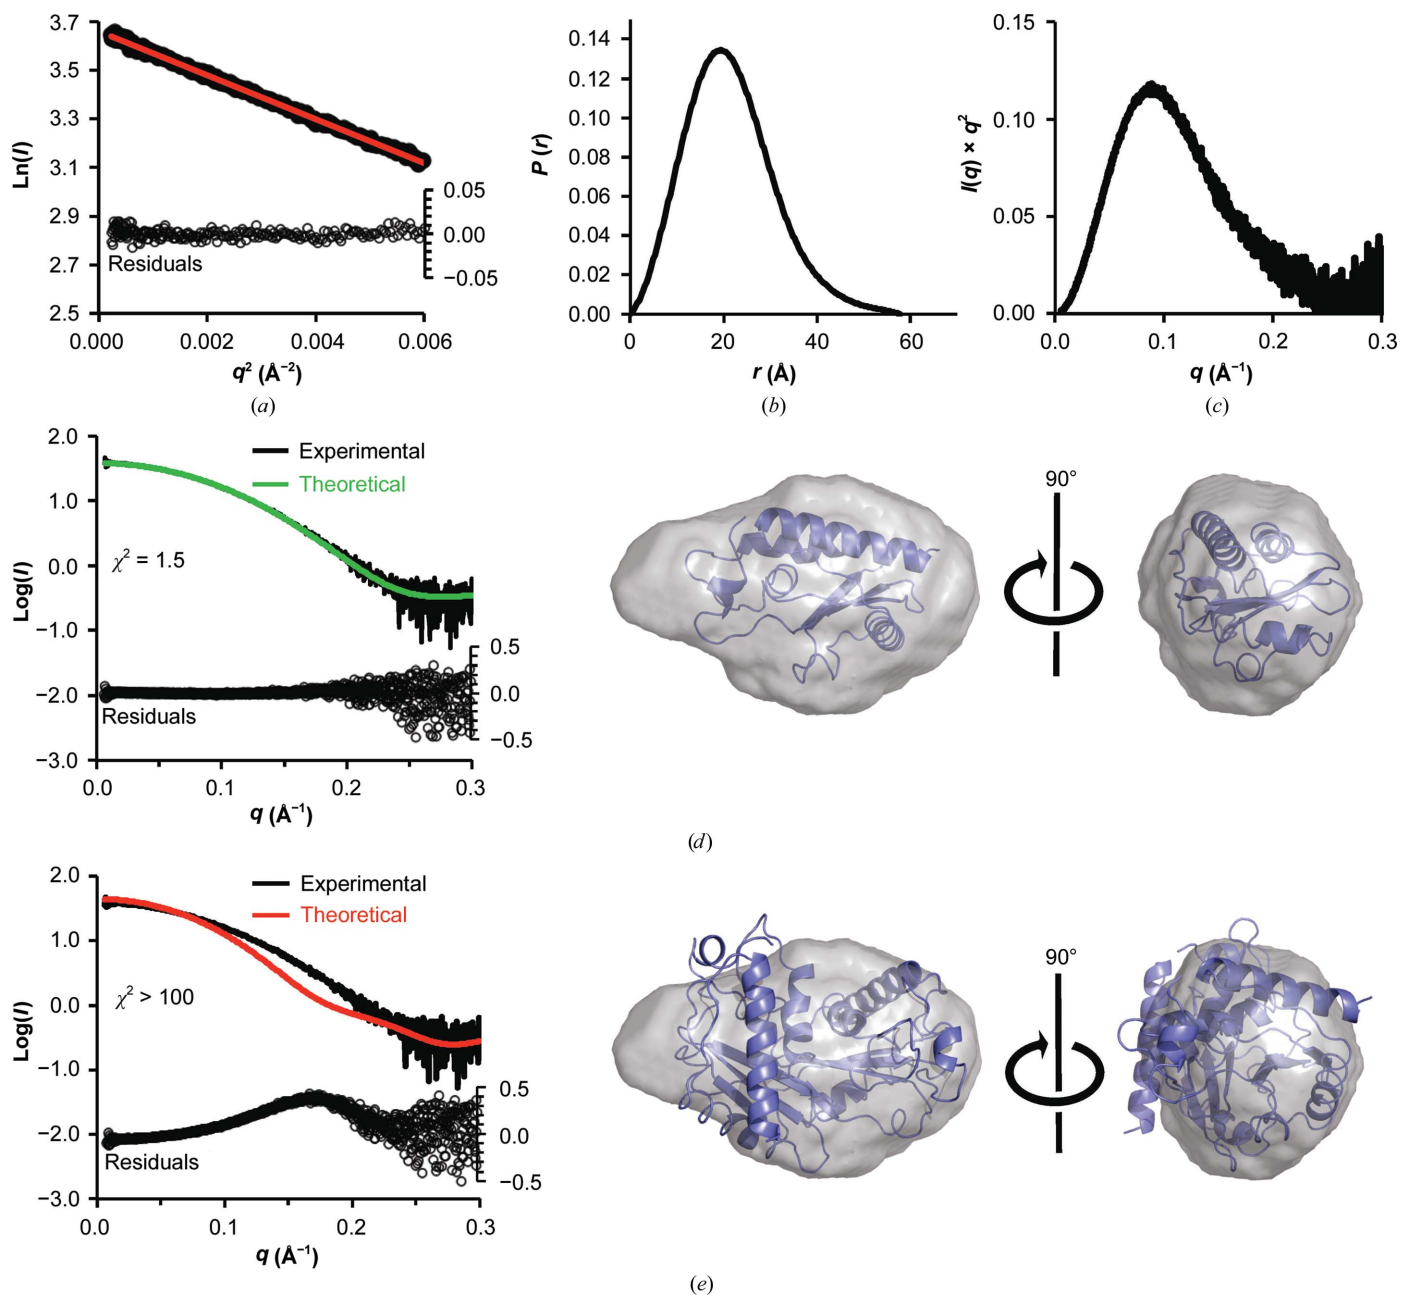 3.7
3.5
3.3
3.1
2.9
2.7
2.5
Ln(I)
0.05
0.00
−0.05
Residuals
0.000 0.002 0.004 0.006
q² (Å⁻²)
(a)
0.14
0.12
0.10
0.08
0.06
0.04
0.02
0.00
P (r)
0 20 40 60
r (Å)
(b)
0.15
0.10
0.05
0.00
I(q) × q²
0.0 0.1 0.2 0.3
q (Å⁻¹)
(c)
2.0
1.0
0.0
−1.0
−2.0
−3.0
Log(I)
Experimental
Theoretical
χ² = 1.5
0.5
0.0
−0.5
Residuals
0.0 0.1 0.2 0.3
q (Å⁻¹)
90°
(d)
2.0
1.0
0.0
−1.0
−2.0
−3.0
Log(I)
Experimental
Theoretical
χ² > 100
0.5
0.0
−0.5
Residuals
0.0 0.1 0.2 0.3
q (Å⁻¹)
90°
(e)